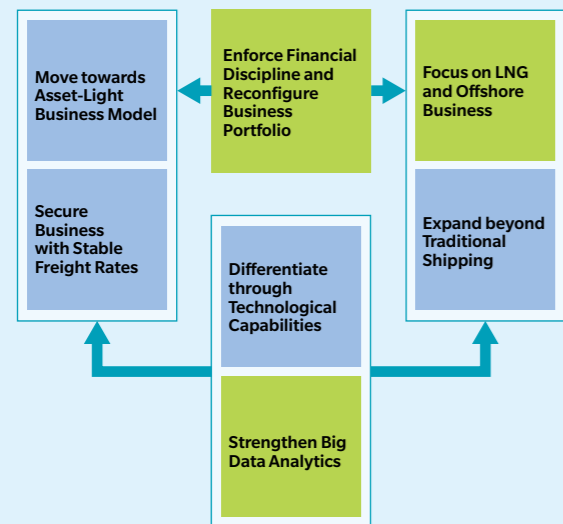 Move towards
Asset-Light
Business Model
Secure
Business
with Stable
Freight Rates
Enforce Financial
Discipline and
Reconfigure
Business
Portfolio
Differentiate
through
Technological
Capabilities
Strengthen Big
Data Analytics
Focus on LNG
and Offshore
Business
Expand beyond
Traditional
Shipping